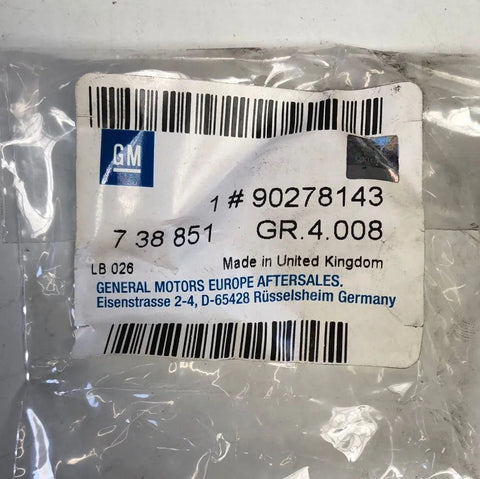 GM
1 # 90278143
7 38 851 GR.4.008
LB 026 Made in United Kingdom
GENERAL MOTORS EUROPE AFTERSALES.
Eisenstrasse 2-4, D-65428 Rüsselsheim Germany